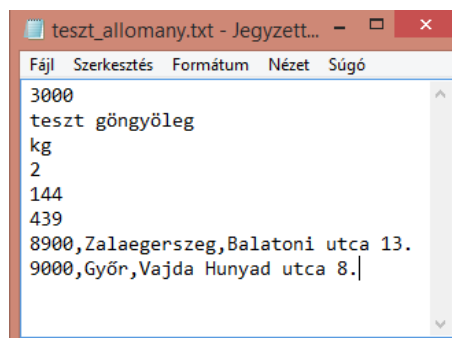 teszt_allomany.txt - Jegyzett...
Fájl Szerkesztés Formátum Nézet Súgó
3000
teszt göngyöleg
kg
2
144
439
8900,Zalaegerszeg,Balatoni utca 13.
9000,Győr,Vajda Hunyad utca 8.